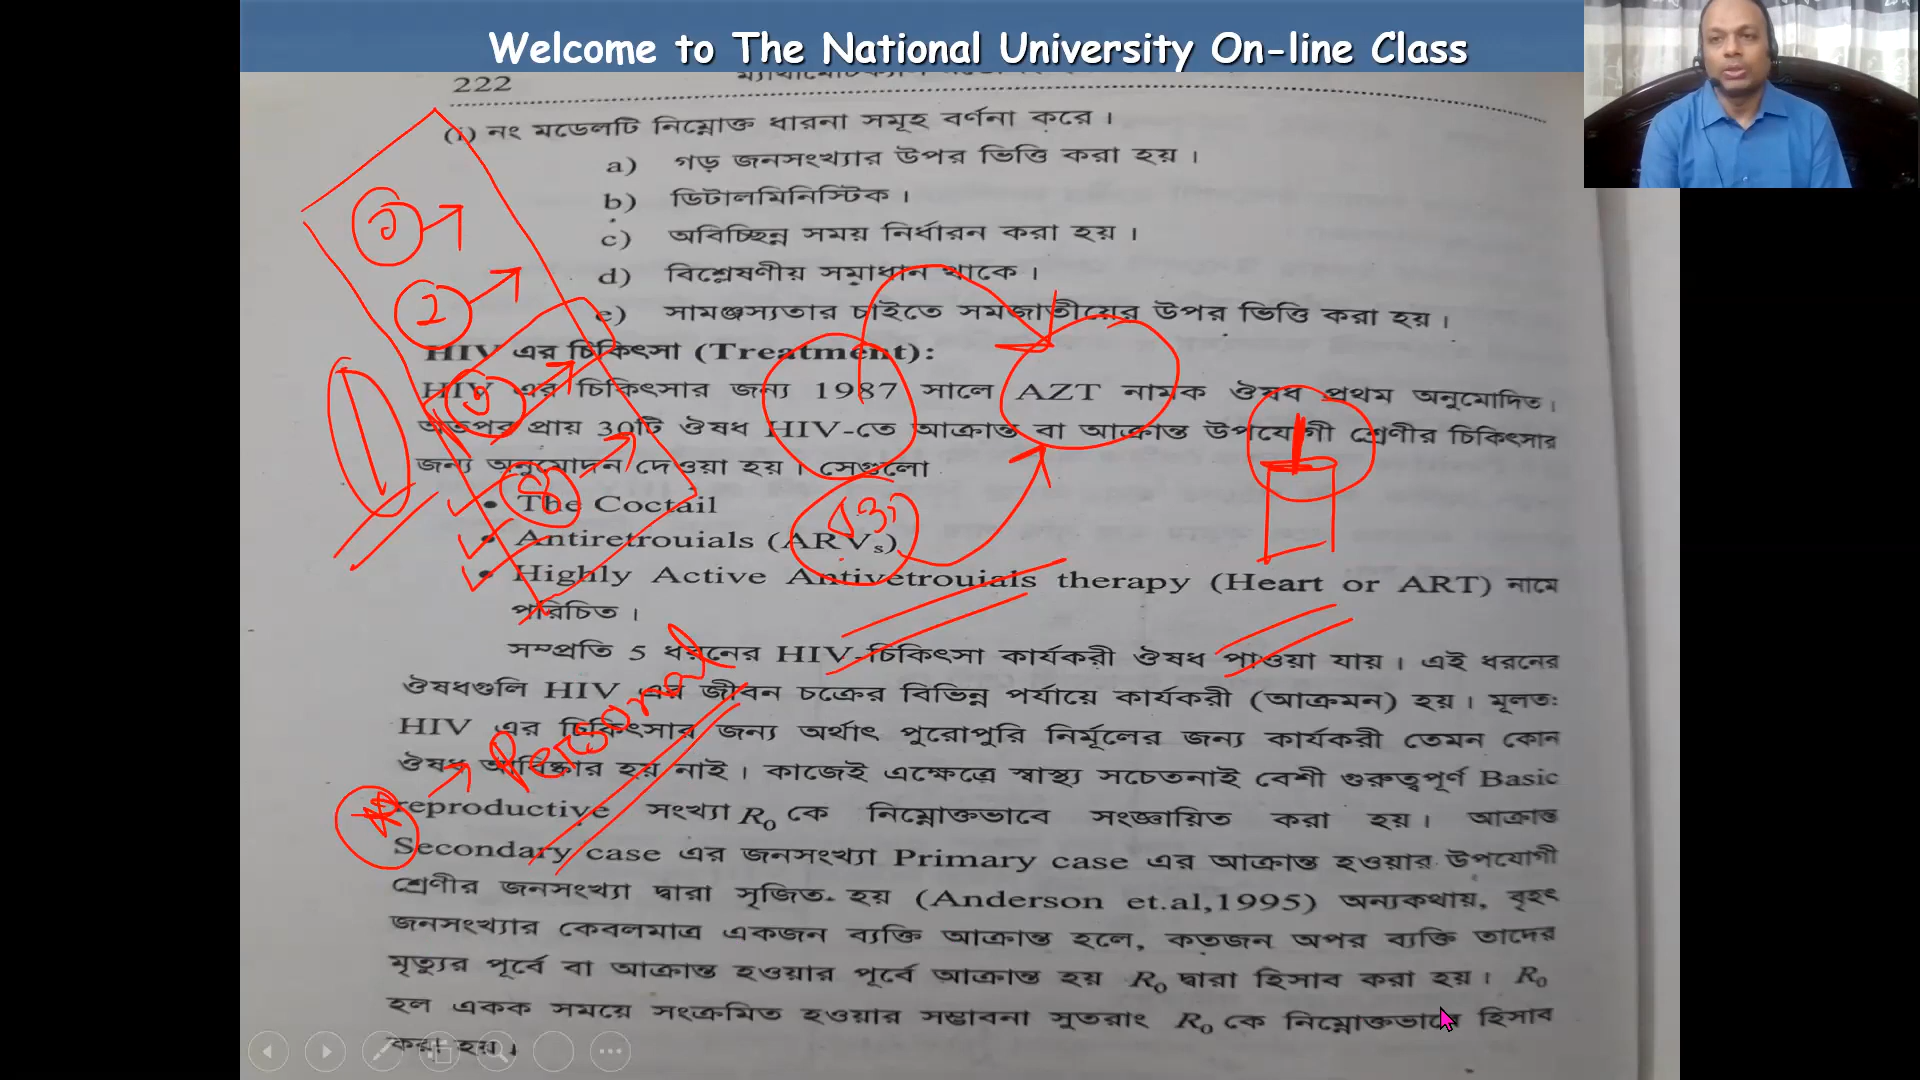 Welcome to The National University On-line Class
222
(i) নং মডেলটি নিম্নোক্ত ধারনা সমূহ বর্ণনা করে।
a) গড় জনসংখ্যার উপর ভিত্তি করা হয়।
b) ডিটালমিনিস্টিক।
c) অবিচ্ছিন্ন সময় নির্ধারন করা হয়।
d) বিশ্লেষণীয় সমাধান থাকে।
e) সামঞ্জস্যতার চাইতে সমজাতীয়ের উপর ভিত্তি করা হয়।
HIV এর চিকিৎসা (Treatment):
HIV এর চিকিৎসার জন্য 1987 সালে AZT নামক ঔষধ প্রথম অনুমোদিত।
অতপর প্রায় 30টি ঔষধ HIV-তে আক্রান্ত বা আক্রান্ত উপযোগী শ্রেণীর চিকিৎসার
জন্য অনুমোদন দেওয়া হয়। সেগুলো
• The Coctail
• Antiretrouials (ARVs)
• Highly Active Antivetrouials therapy (Heart or ART) নামে
পরিচিত।
সম্প্রতি 5 ধরনের HIV-চিকিৎসা কার্যকরী ঔষধ পাওয়া যায়। এই ধরনের
ঔষধগুলি HIV এর জীবন চক্রের বিভিন্ন পর্যায়ে কার্যকরী (আক্রমন) হয়। মূলত:
HIV এর চিকিৎসার জন্য অর্থাৎ পুরোপুরি নির্মূলের জন্য কার্যকরী তেমন কোন
ঔষধ আবিষ্কার হয় নাই। কাজেই এক্ষেত্রে স্বাস্থ্য সচেতনাই বেশী গুরুত্বপূর্ণ Basic
Personal
reproductive সংখ্যা R₀ কে নিম্নোক্তভাবে সংজ্ঞায়িত করা হয়। আক্রান্ত
Secondary case এর জনসংখ্যা Primary case এর আক্রান্ত হওয়ার উপযোগী
শ্রেণীর জনসংখ্যা দ্বারা সৃজিত হয় (Anderson et.al,1995) অন্যকথায়, বৃহৎ
জনসংখ্যার কেবলমাত্র একজন ব্যক্তি আক্রান্ত হলে, কতজন অপর ব্যক্তি তাদের
মৃত্যুর পূর্বে বা আক্রান্ত হওয়ার পূর্বে আক্রান্ত হয় R₀ দ্বারা হিসাব করা হয়। R₀
হল একক সময়ে সংক্রমিত হওয়ার সম্ভাবনা সুতরাং R₀ কে নিম্নোক্তভাবে হিসাব
করা হয়।